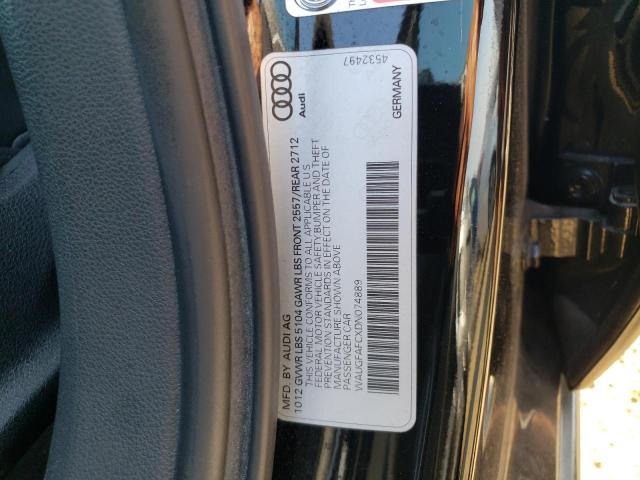 MFD. BY AUDI AG
1012 GVWR LBS 5104 GAWR LBS FRONT 2557/REAR 2712
THIS VEHICLE CONFORMS TO ALL APPLICABLE U.S.
FEDERAL MOTOR VEHICLE SAFETY BUMPER AND THEFT
PREVENTION STANDARDS IN EFFECT ON THE DATE OF
MANUFACTURE SHOWN ABOVE
PASSENGER CAR
WAUGFAFCXDN074889
Audi
4532497
GERMANY